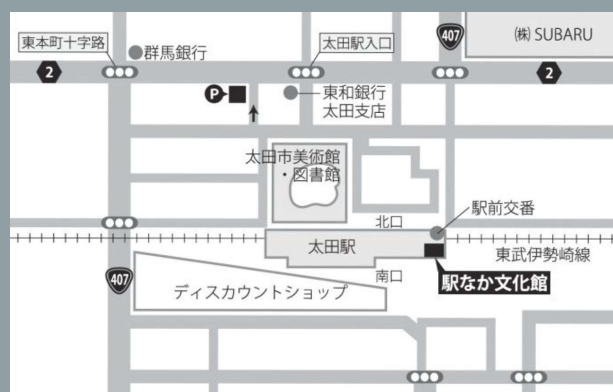 407
㈱ SUBARU
東本町十字路
太田駅入口
群馬銀行
2
2
P
東和銀行
太田支店
太田市美術館
・図書館
駅前交番
北口
太田駅
東武伊勢崎線
南口
駅なか文化館
407
ディスカウントショップ